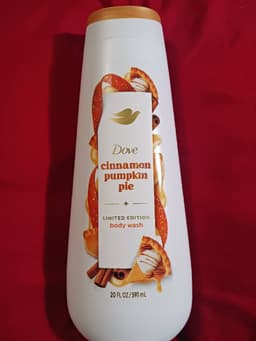 Dove
cinnamon
pumpkin
pie
LIMITED EDITION
body wash
20 FL OZ/591 mL